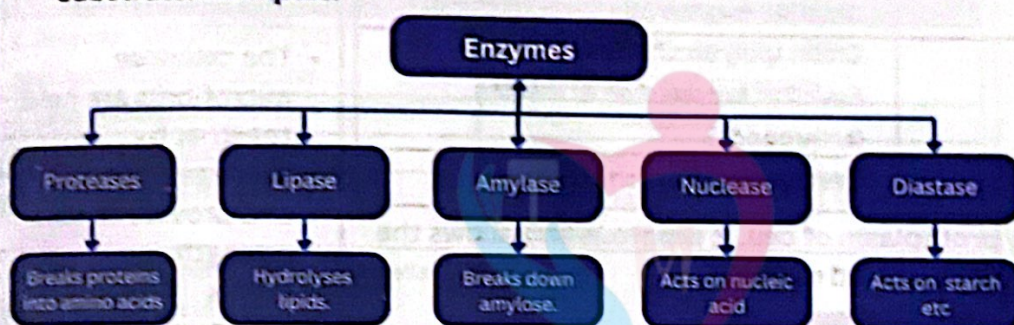 Enzymes
Proteases
Lipase
Amylase
Nuclease
Diastase
Breaks proteins
into amino acids
Hydrolyses
lipids.
Breaks down
amylose.
Acts on nucleic
acid
Acts on starch
etc